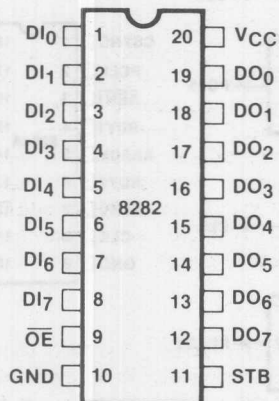 DI0 1 20 VCC
DI1 2 19 DO0
DI2 3 18 DO1
DI3 4 17 DO2
DI4 5 16 DO3
8282
DI5 6 15 DO4
DI6 7 14 DO5
DI7 8 13 DO6
OE 9 12 DO7
GND 10 11 STB